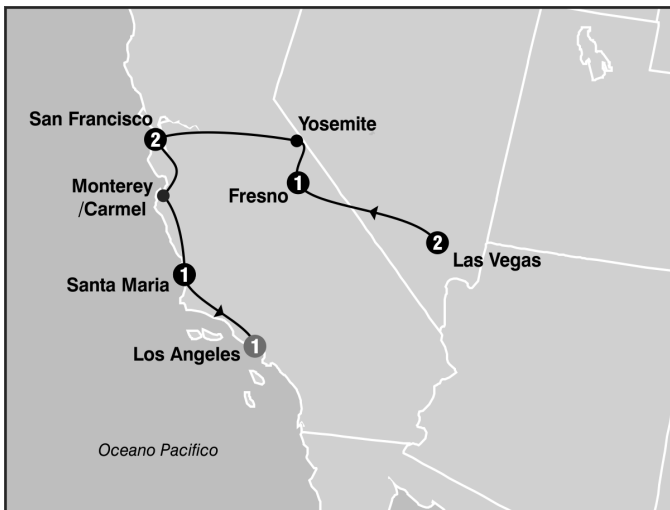 San Francisco
2
Yosemite
Monterey
/Carmel
Fresno
1
2
Las Vegas
Santa Maria
1
Los Angeles
1
Oceano Pacifico